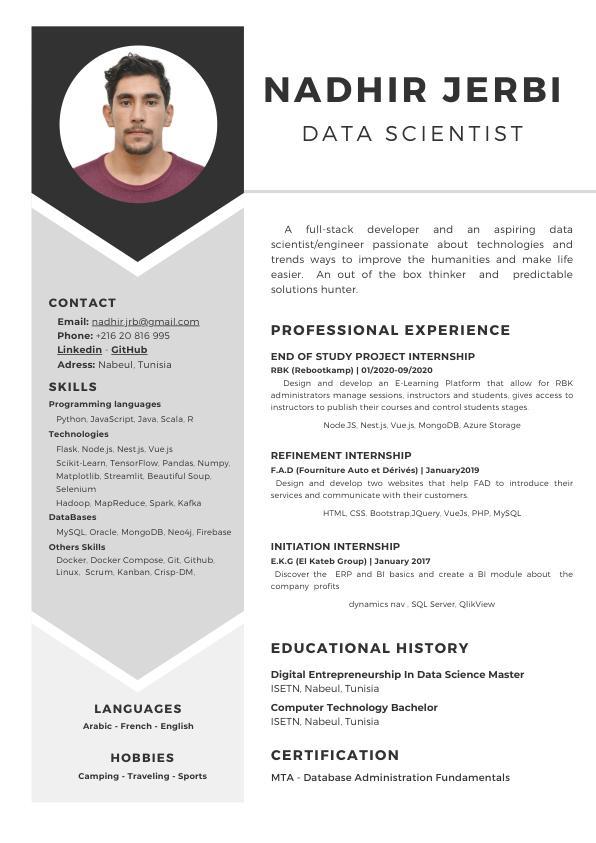 NADHIR JERBI
DATA SCIENTIST
A full-stack developer and an aspiring data
scientist/engineer passionate about technologies and
trends ways to improve the humanities and make life
easier. An out of the box thinker and predictable
solutions hunter.
CONTACT
Email: nadhir.jrb@gmail.com
Phone: +216 20 816 995
Linkedin - GitHub
Adress: Nabeul, Tunisia
SKILLS
Programming languages
Python, JavaScript, Java, Scala, R
Technologies
Flask, Node.js, Nest.js, Vue.js
Scikit-Learn, TensorFlow, Pandas, Numpy,
Matplotlib, Streamlit, Beautiful Soup,
Selenium
Hadoop, MapReduce, Spark, Kafka
DataBases
MySQL, Oracle, MongoDB, Neo4j, Firebase
Others Skills
Docker, Docker Compose, Git, Github,
Linux, Scrum, Kanban, Crisp-DM,
LANGUAGES
Arabic - French - English
HOBBIES
Camping - Traveling - Sports
PROFESSIONAL EXPERIENCE
END OF STUDY PROJECT INTERNSHIP
RBK (Rebootkamp) | 01/2020-09/2020
Design and develop an E-Learning Platform that allow for RBK
administrators manage sessions, instructors and students, gives access to
instructors to publish their courses and control students stages.
Node.JS, Nest.js, Vue.js, MongoDB, Azure Storage
REFINEMENT INTERNSHIP
F.A.D (Fourniture Auto et Dérivés) | January2019
Design and develop two websites that help FAD to introduce their
services and communicate with their customers.
HTML, CSS, Bootstrap,JQuery, VueJs, PHP, MySQL
INITIATION INTERNSHIP
E.K.G (El Kateb Group) | January 2017
Discover the ERP and BI basics and create a BI module about the
company profits
dynamics nav , SQL Server, QlikView
EDUCATIONAL HISTORY
Digital Entrepreneurship In Data Science Master
ISETN, Nabeul, Tunisia
Computer Technology Bachelor
ISETN, Nabeul, Tunisia
CERTIFICATION
MTA - Database Administration Fundamentals